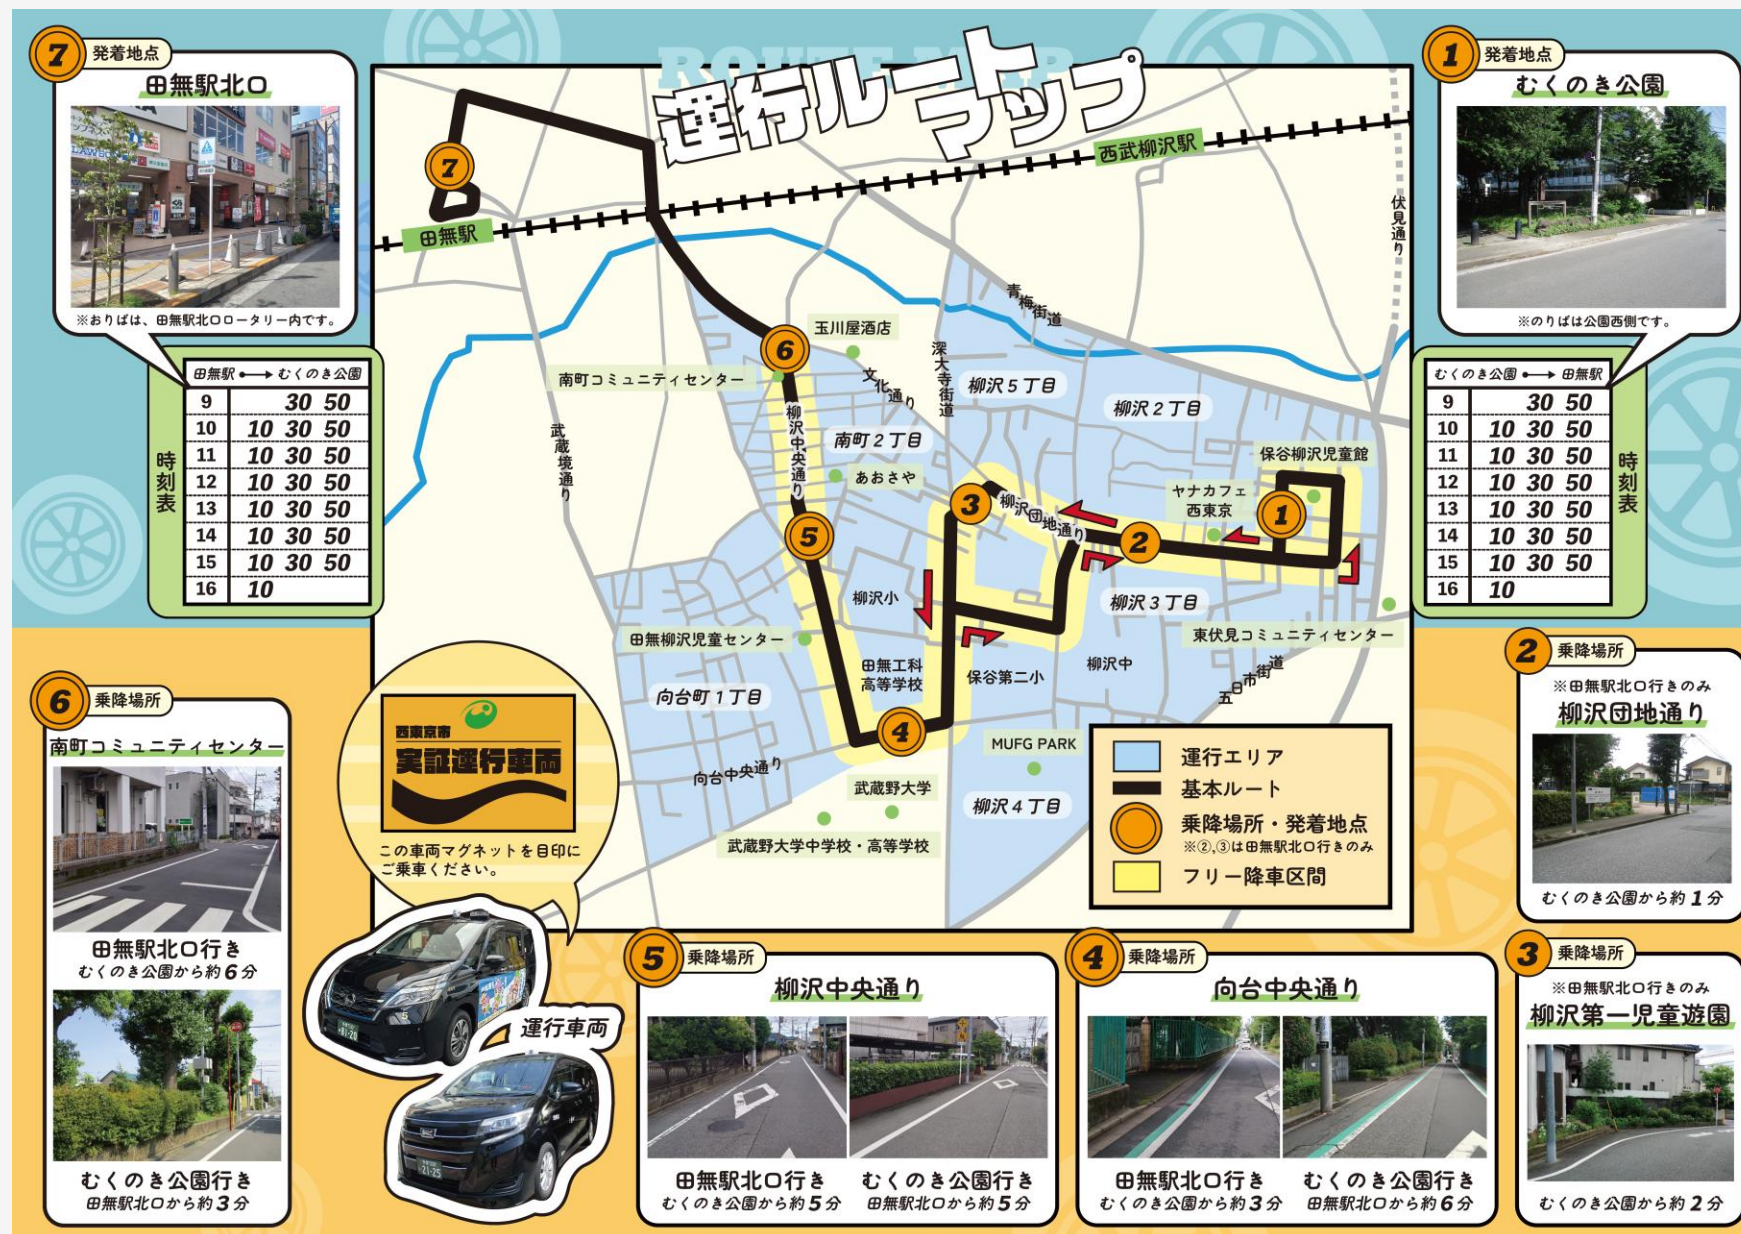 ROUTE MAP
運行ルート
マップ
7 発着地点
田無駅北口
※おりばは、田無駅北口ロータリー内です。
時刻表
田無駅 むくのき公園
9 30 50
10 10 30 50
11 10 30 50
12 10 30 50
13 10 30 50
14 10 30 50
15 10 30 50
16 10
1 発着地点
むくのき公園
※のりばは公園西側です。
時刻表
むくのき公園 田無駅
9 30 50
10 10 30 50
11 10 30 50
12 10 30 50
13 10 30 50
14 10 30 50
15 10 30 50
16 10
7
田無駅
西武柳沢駅
伏見通り
青梅街道
6
玉川屋酒店
南町コミュニティセンター
文化通り
深大寺街道
柳沢5丁目
柳沢2丁目
武蔵境通り
柳沢中央通り
南町2丁目
あおさや
保谷柳沢児童館
ヤナカフェ
西東京
1
3
柳沢団地通り
2
5
柳沢小
柳沢3丁目
東伏見コミュニティセンター
田無柳沢児童センター
田無工科
高等学校
保谷第二小
柳沢中
五日市街道
向台町1丁目
4
MUFG PARK
向台中央通り
武蔵野大学
柳沢4丁目
武蔵野大学中学校・高等学校
運行エリア
基本ルート
乗降場所・発着地点
※②,③は田無駅北口行きのみ
フリー降車区間
西東京市
実証運行車両
この車両マグネットを目印に
ご乗車ください。
運行車両
21-25
6 乗降場所
南町コミュニティセンター
田無駅北口行き
むくのき公園から約6分
むくのき公園行き
田無駅北口から約3分
5 乗降場所
柳沢中央通り
田無駅北口行き
むくのき公園から約5分
むくのき公園行き
田無駅北口から約5分
4 乗降場所
向台中央通り
田無駅北口行き
むくのき公園から約3分
むくのき公園行き
田無駅北口から約6分
2 乗降場所
※田無駅北口行きのみ
柳沢団地通り
むくのき公園から約1分
3 乗降場所
※田無駅北口行きのみ
柳沢第一児童遊園
むくのき公園から約2分
LAWSON